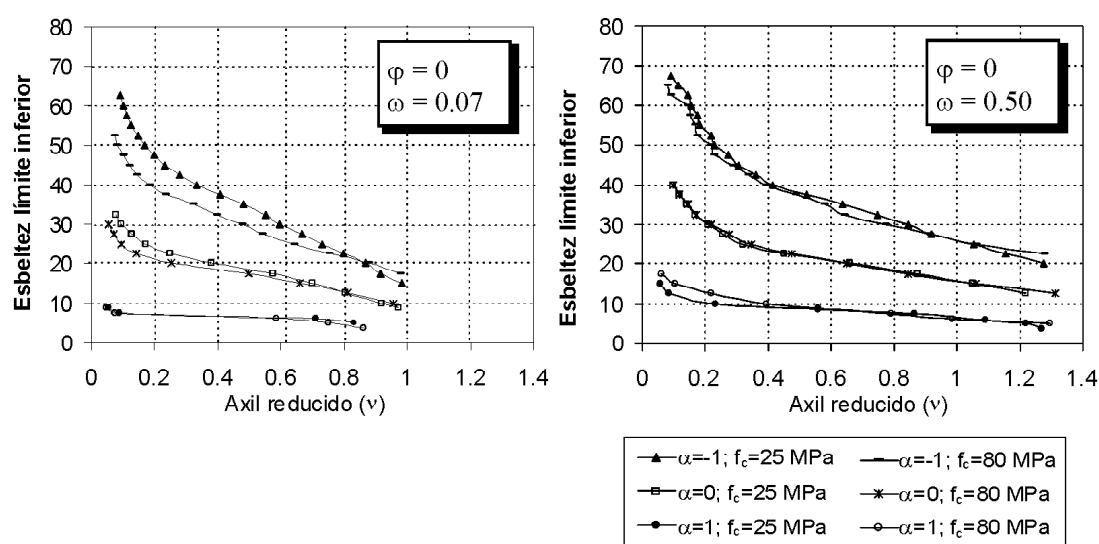 80
70
60
50
40
30
20
10
0
Esbeltez límite inferior
φ = 0
ω = 0.07
0 0.2 0.4 0.6 0.8 1 1.2 1.4
Axil reducido (ν)
80
70
60
50
40
30
20
10
0
Esbeltez límite inferior
φ = 0
ω = 0.50
0 0.2 0.4 0.6 0.8 1 1.2 1.4
Axil reducido (ν)
α=-1; fc=25 MPa α=-1; fc=80 MPa
α=0; fc=25 MPa α=0; fc=80 MPa
α=1; fc=25 MPa α=1; fc=80 MPa